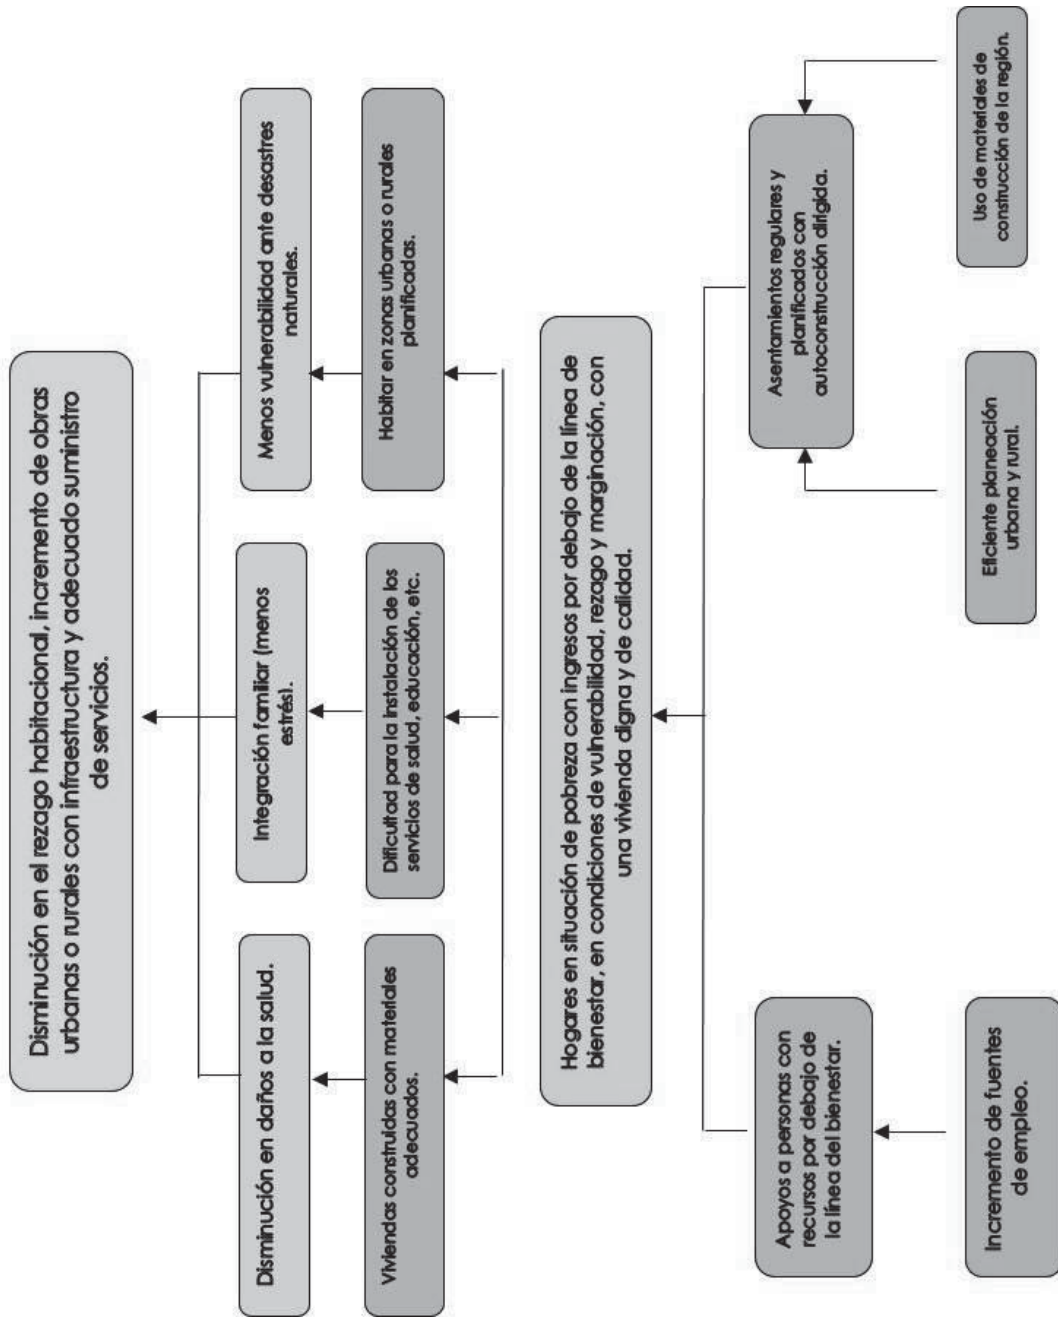 Disminución en el rezago habitacional, incremento de obras
urbanas o rurales con infraestructura y adecuado suministro
de servicios.
Disminución en daños a la salud.
Integración familiar (menos
estrés).
Menos vulnerabilidad ante desastres
naturales.
Viviendas construidas con materiales
adecuados.
Dificultad para la instalación de los
servicios de salud, educación, etc.
Habitar en zonas urbanas o rurales
planificadas.
Hogares en situación de pobreza con ingresos por debajo de la línea de
bienestar, en condiciones de vulnerabilidad, rezago y marginación, con
una vivienda digna y de calidad.
Apoyos a personas con
recursos por debajo de
la línea del bienestar.
Asentamientos regulares y
planificados con
autoconstrucción dirigida.
Incremento de fuentes
de empleo.
Eficiente planeación
urbana y rural.
Uso de materiales de
construcción de la región.